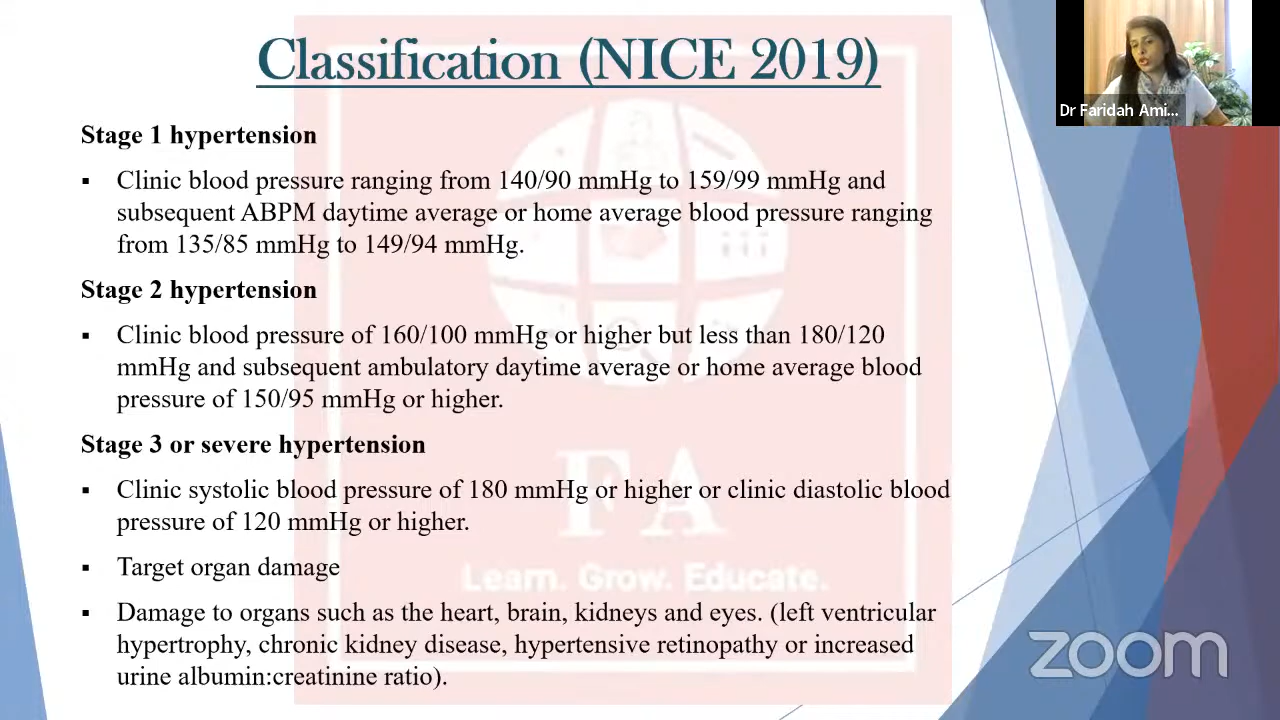 Classification (NICE 2019)
Dr Faridah Ami...
Stage 1 hypertension
▪ Clinic blood pressure ranging from 140/90 mmHg to 159/99 mmHg and
subsequent ABPM daytime average or home average blood pressure ranging
from 135/85 mmHg to 149/94 mmHg.
Stage 2 hypertension
▪ Clinic blood pressure of 160/100 mmHg or higher but less than 180/120
mmHg and subsequent ambulatory daytime average or home average blood
pressure of 150/95 mmHg or higher.
Stage 3 or severe hypertension
▪ Clinic systolic blood pressure of 180 mmHg or higher or clinic diastolic blood
pressure of 120 mmHg or higher.
▪ Target organ damage
▪ Damage to organs such as the heart, brain, kidneys and eyes. (left ventricular
hypertrophy, chronic kidney disease, hypertensive retinopathy or increased
urine albumin:creatinine ratio).
FA
Learn. Grow. Educate.
zoom